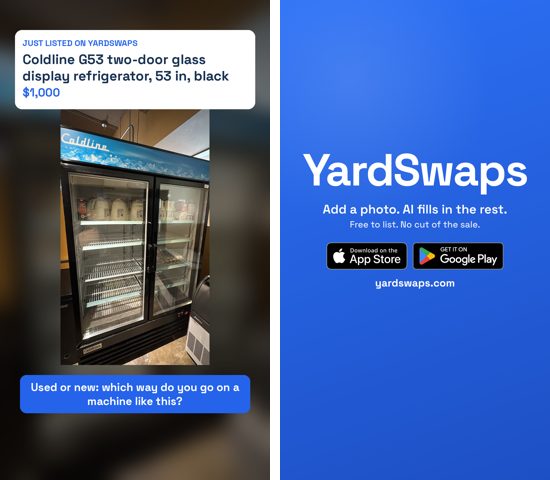 JUST LISTED ON YARDSWAPS
Coldline G53 two-door glass
display refrigerator, 53 in, black
$1,000
Coldline
Used or new: which way do you go on a
machine like this?
YardSwaps
Add a photo. AI fills in the rest.
Free to list. No cut of the sale.
Download on the
App Store
GET IT ON
Google Play
yardswaps.com